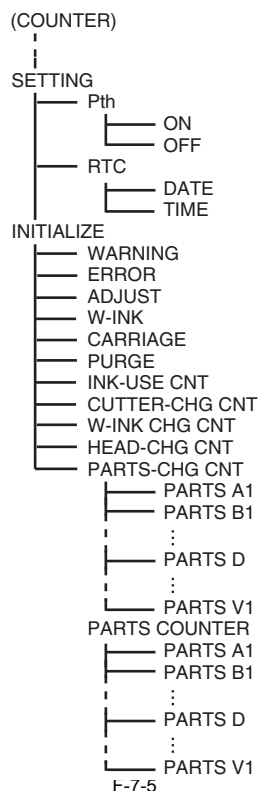 (COUNTER)
SETTING
Pth
ON
OFF
RTC
DATE
TIME
INITIALIZE
WARNING
ERROR
ADJUST
W-INK
CARRIAGE
PURGE
INK-USE CNT
CUTTER-CHG CNT
W-INK CHG CNT
HEAD-CHG CNT
PARTS-CHG CNT
PARTS A1
PARTS B1
PARTS D
PARTS V1
PARTS COUNTER
PARTS A1
PARTS B1
PARTS D
PARTS V1
F-7-5